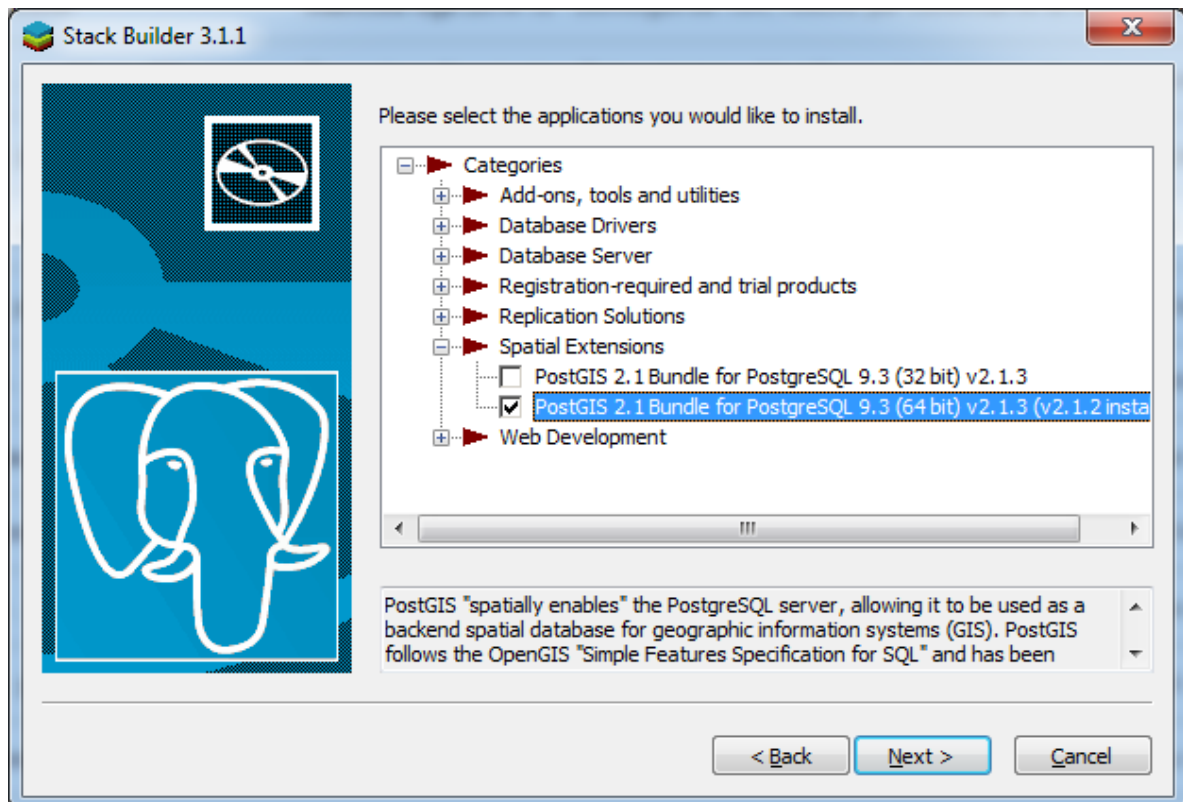 Stack Builder 3.1.1
Please select the applications you would like to install.
Categories
Add-ons, tools and utilities
Database Drivers
Database Server
Registration-required and trial products
Replication Solutions
Spatial Extensions
PostGIS 2.1 Bundle for PostgreSQL 9.3 (32 bit) v2.1.3
PostGIS 2.1 Bundle for PostgreSQL 9.3 (64 bit) v2.1.3 (v2.1.2 insta
Web Development
PostGIS "spatially enables" the PostgreSQL server, allowing it to be used as a
backend spatial database for geographic information systems (GIS). PostGIS
follows the OpenGIS "Simple Features Specification for SQL" and has been
< Back Next > Cancel